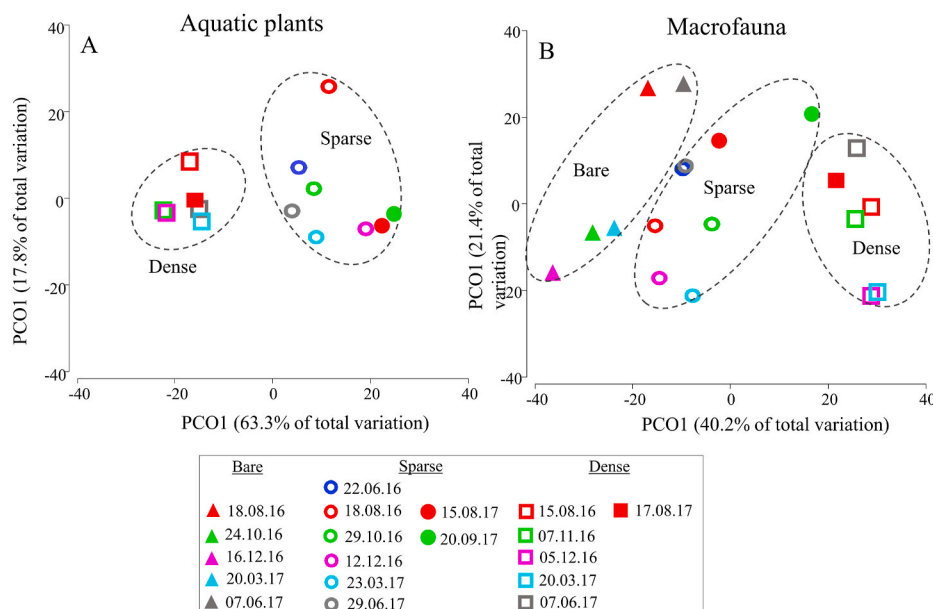 Aquatic plants
A
40
20
0
-20
-40
PCO1 (17.8% of total variation)
Sparse
Dense
-40
-20
0
20
40
PCO1 (63.3% of total variation)
Macrofauna
B
40
20
0
-20
-40
PCO1 (21.4% of total
variation)
Bare
Sparse
Dense
-40
-20
0
20
40
PCO1 (40.2% of total variation)
Bare
Sparse
Dense
22.06.16
18.08.16
18.08.16
15.08.17
15.08.16
17.08.17
24.10.16
29.10.16
20.09.17
07.11.16
16.12.16
12.12.16
05.12.16
20.03.17
23.03.17
20.03.17
07.06.17
29.06.17
07.06.17